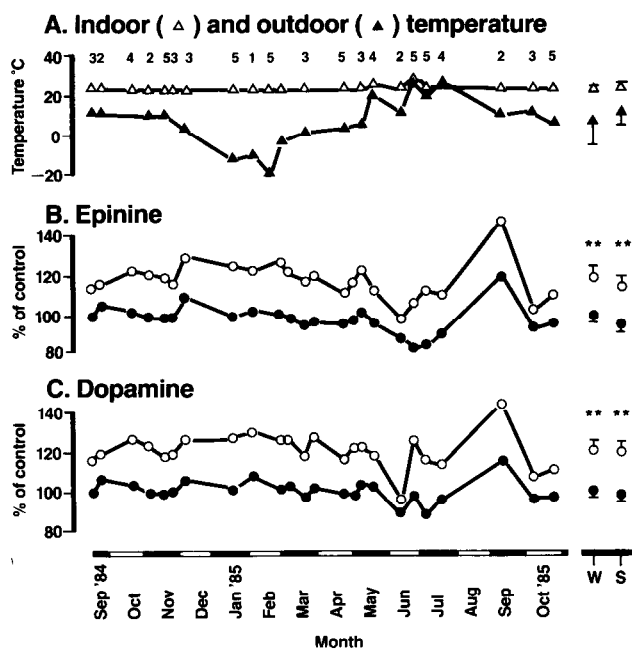 A. Indoor ( △ ) and outdoor ( ▲ ) temperature
32 4 2 53 3 5 1 5 3 5 3 4 2 5 5 4 2 3 5
Temperature °C
40
20
0
−20
B. Epinine
% of control
140
120
100
80
** **
C. Dopamine
% of control
140
120
100
80
** **
Sep '84 Oct Nov Dec Jan '85 Feb Mar Apr May Jun Jul Aug Sep Oct '85 W S
Month